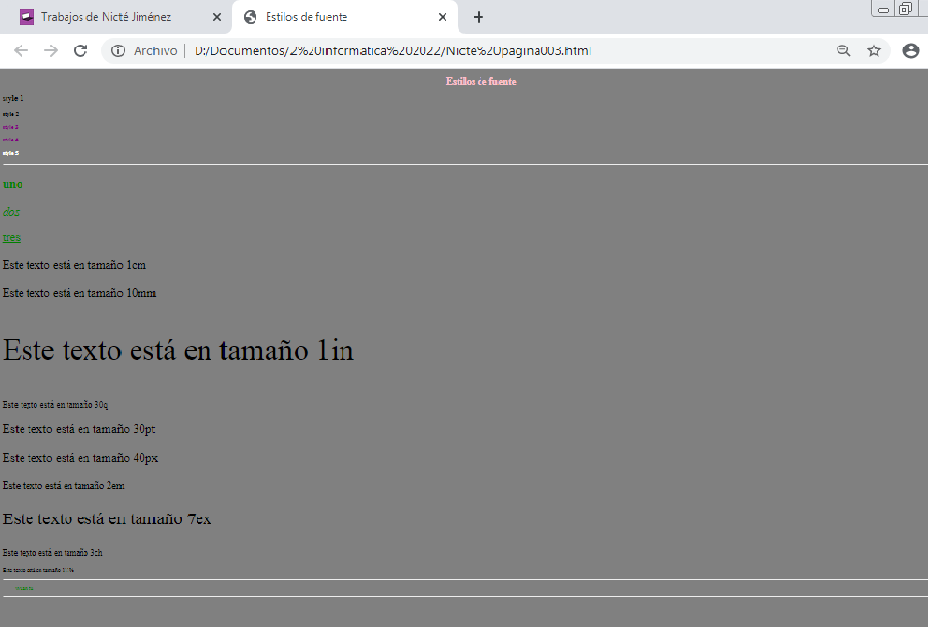 Trabajos de Nicté Jiménez
Estilos de fuente
Archivo | D:/Documentos/2%20informatica%202022/Nicte%20pagina003.html
Estilos de fuente
style 1
style 2
style 3
style 4
style 5
uno
dos
tres
Este texto está en tamaño 1cm
Este texto está en tamaño 10mm
Este texto está en tamaño 1in
Este texto está en tamaño 30q
Este texto está en tamaño 30pt
Este texto está en tamaño 40px
Este texto está en tamaño 2em
Este texto está en tamaño 7ex
Este texto está en tamaño 3ch
Este texto está en tamaño